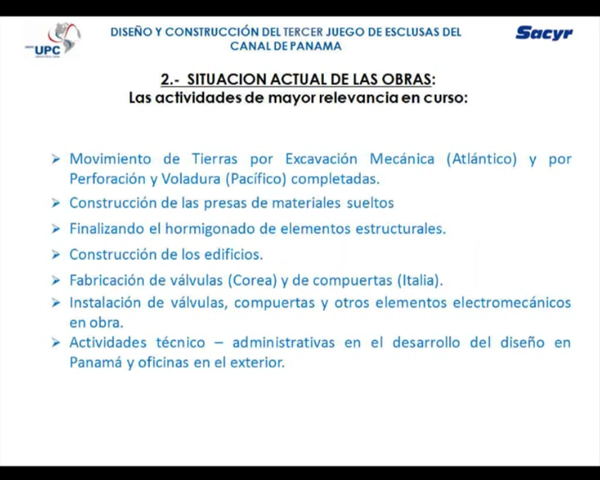 DISEÑO Y CONSTRUCCIÓN DEL TERCER JUEGO DE ESCLUSAS DEL
CANAL DE PANAMA
UPC
Sacyr
2.- SITUACION ACTUAL DE LAS OBRAS:
Las actividades de mayor relevancia en curso:
➢ Movimiento de Tierras por Excavación Mecánica (Atlántico) y por
Perforación y Voladura (Pacífico) completadas.
➢ Construcción de las presas de materiales sueltos
➢ Finalizando el hormigonado de elementos estructurales.
➢ Construcción de los edificios.
➢ Fabricación de válvulas (Corea) y de compuertas (Italia).
➢ Instalación de válvulas, compuertas y otros elementos electromecánicos
en obra.
➢ Actividades técnico – administrativas en el desarrollo del diseño en
Panamá y oficinas en el exterior.